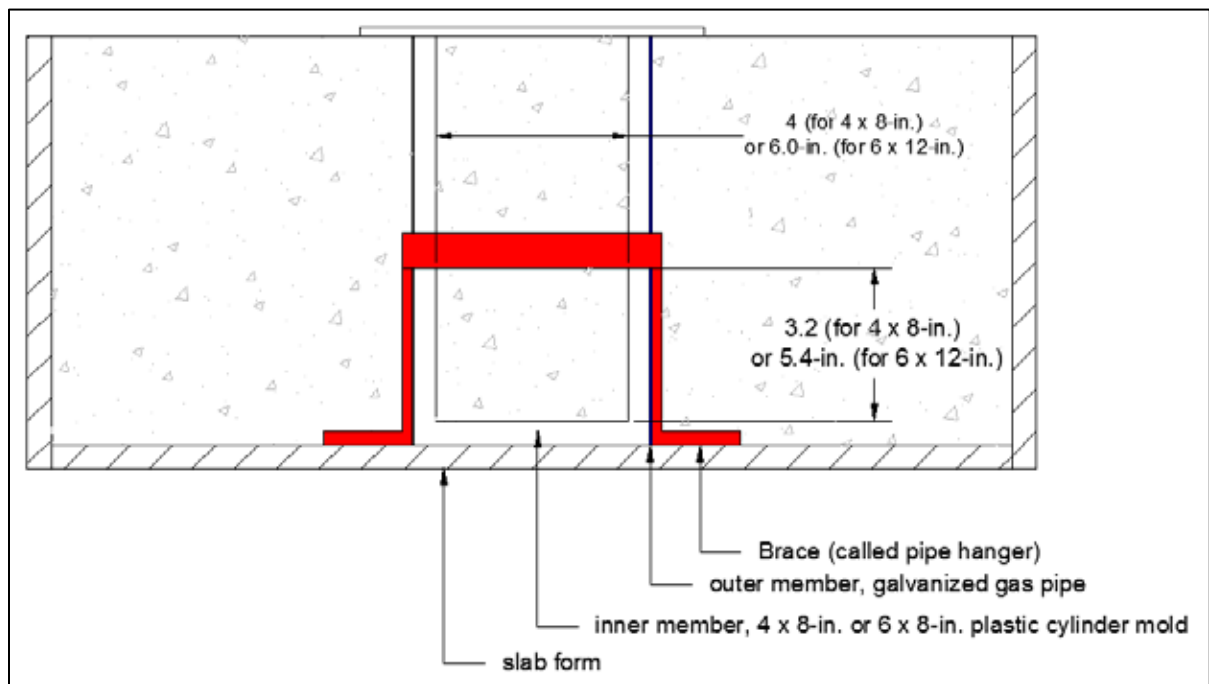 4 (for 4 x 8-in.)
or 6.0-in. (for 6 x 12-in.)
3.2 (for 4 x 8-in.)
or 5.4-in. (for 6 x 12-in.)
Brace (called pipe hanger)
outer member, galvanized gas pipe
inner member, 4 x 8-in. or 6 x 8-in. plastic cylinder mold
slab form